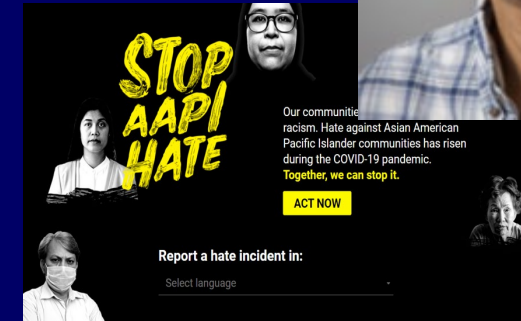 STOP
AAPI
HATE
Our communitie
racism. Hate against Asian American
Pacific Islander communities has risen
during the COVID-19 pandemic.
Together, we can stop it.
ACT NOW
Report a hate incident in:
Select language